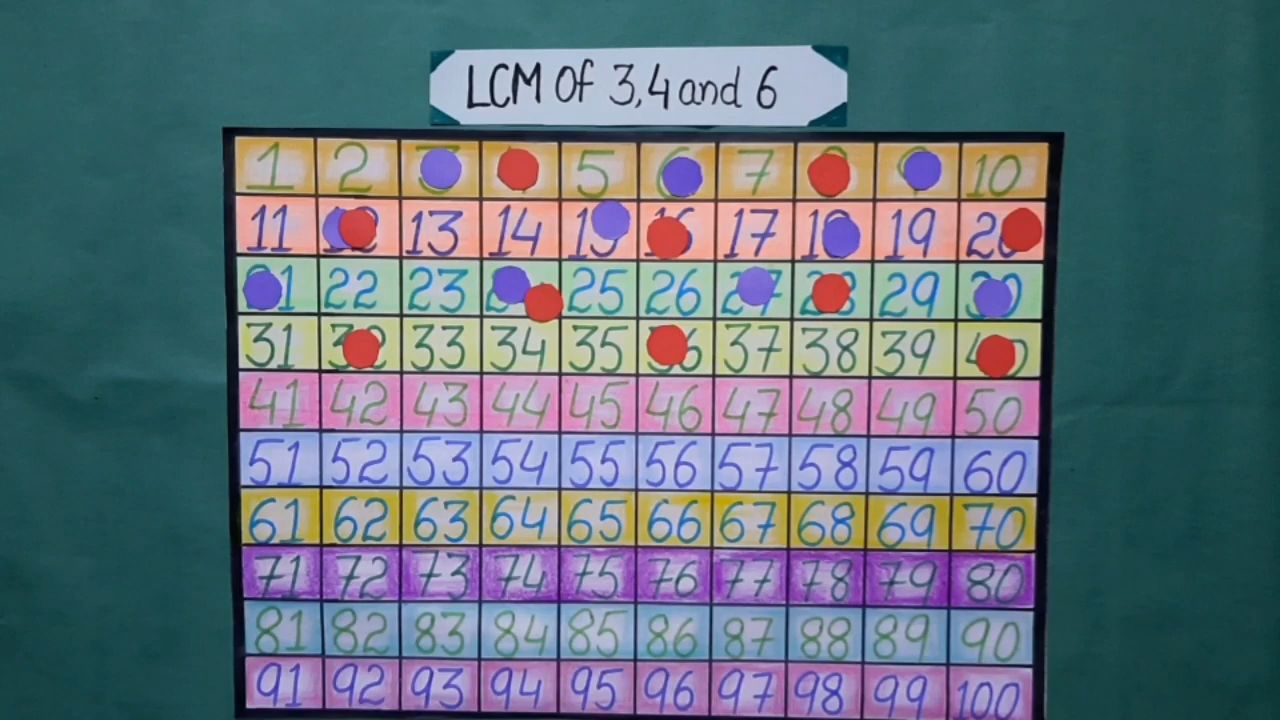 LCM Of 3,4 and 6
1 2 5 7 10
11 13 14 17 19
22 23 25 26 29
31 33 34 35 37 38 39
41 42 43 44 45 46 47 48 49 50
51 52 53 54 55 56 57 58 59 60
61 62 63 64 65 66 67 68 69 70
71 72 73 74 75 76 77 78 79 80
81 82 83 84 85 86 87 88 89 90
91 92 93 94 95 96 97 98 99 100